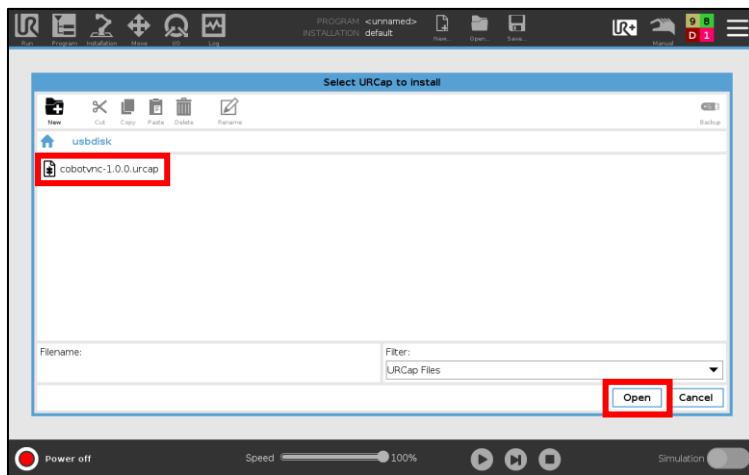 PROGRAM <unnamed>
INSTALLATION default
Run Program Installation Move I/O Log New... Open... Save... UR+ Manual 9 8
D 1
Select URCap to install
New Cut Copy Paste Delete Rename Backup
usbdisk
cobotvnc-1.0.0.urcap
Filename: Filter:
URCap Files
Open Cancel
Power off Speed 100% Simulation